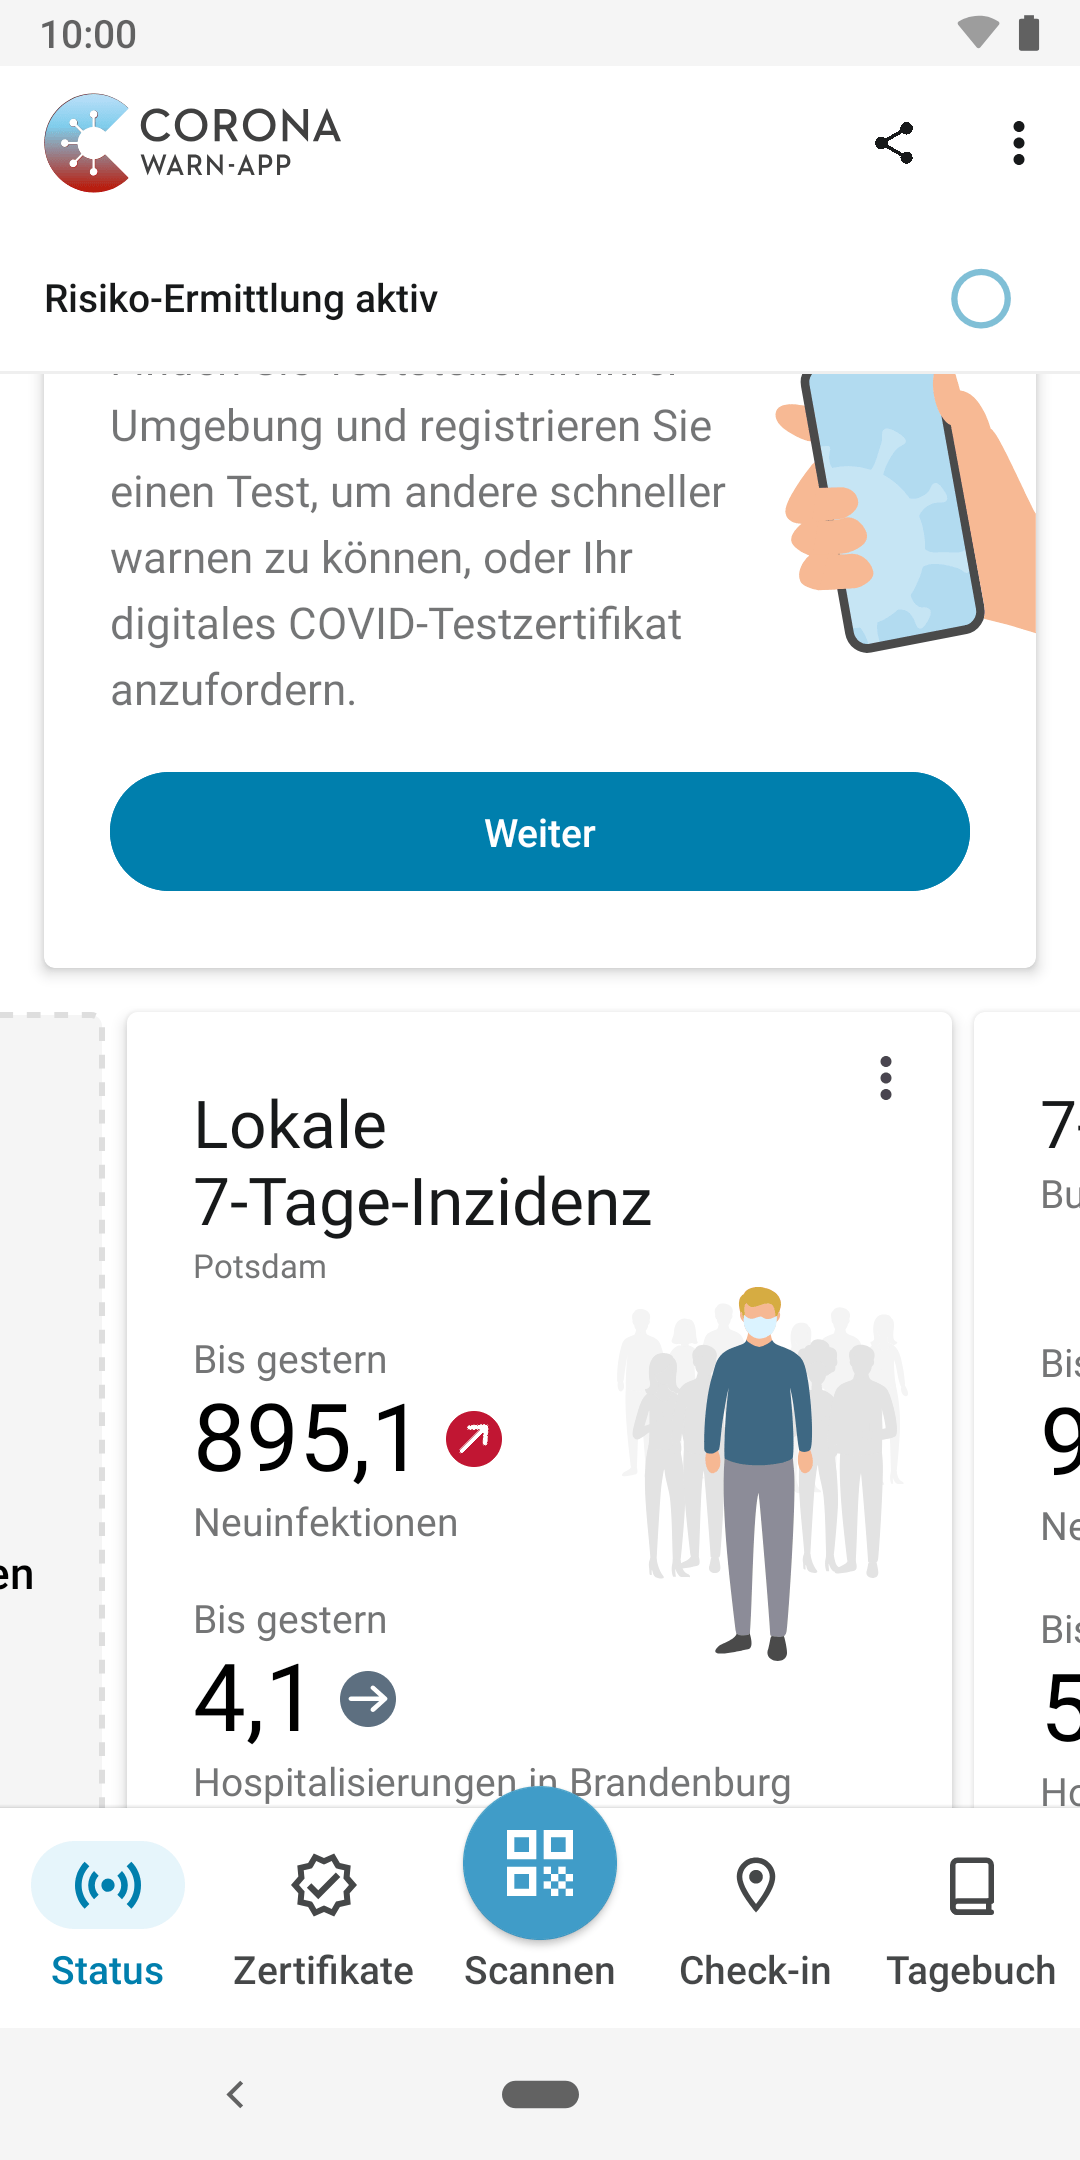 10:00
CORONA
WARN-APP
Risiko-Ermittlung aktiv
Umgebung und registrieren Sie
einen Test, um andere schneller
warnen zu können, oder Ihr
digitales COVID-Testzertifikat
anzufordern.
Weiter
en
Lokale
7-Tage-Inzidenz
Potsdam
Bis gestern
895,1
Neuinfektionen
Bis gestern
4,1
Hospitalisierungen in Brandenburg
7-
Bu
Bis
9
Ne
Bis
5
Ho
Status
Zertifikate
Scannen
Check-in
Tagebuch